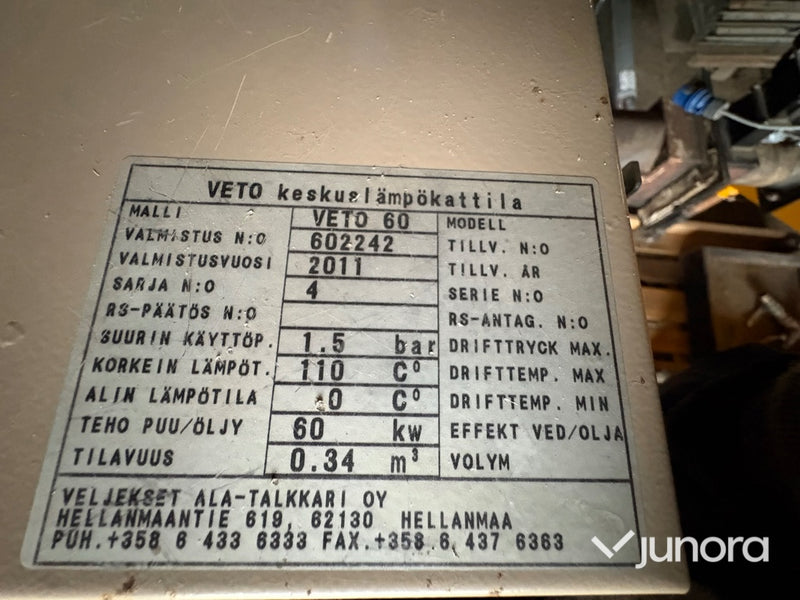 VETO keskuslämpökattila
MALLI VETO 60 MODELL
VALMISTUS N:O 602242 TILLV. N:O
VALMISTUSVUOSI 2011 TILLV. ÅR
SARJA N:O 4 SERIE N:O
RS-PÄÄTÖS N:O RS-ANTAG. N:O
SUURIN KÄYTTÖP. 1.5 bar DRIFTTRYCK MAX.
KORKEIN LÄMPÖT. 110 C° DRIFTTEMP. MAX
ALIN LÄMPÖTILA 0 C° DRIFTTEMP. MIN
TEHO PUU/ÖLJY 60 kw EFFEKT VED/OLJA
TILAVUUS 0.34 m³ VOLYM
VELJEKSET ALA-TALKKARI OY
HELLANMAANTIE 619, 62130 HELLANMAA
PUH.+358 6 433 6333 FAX.+358 6 437 6363
junora